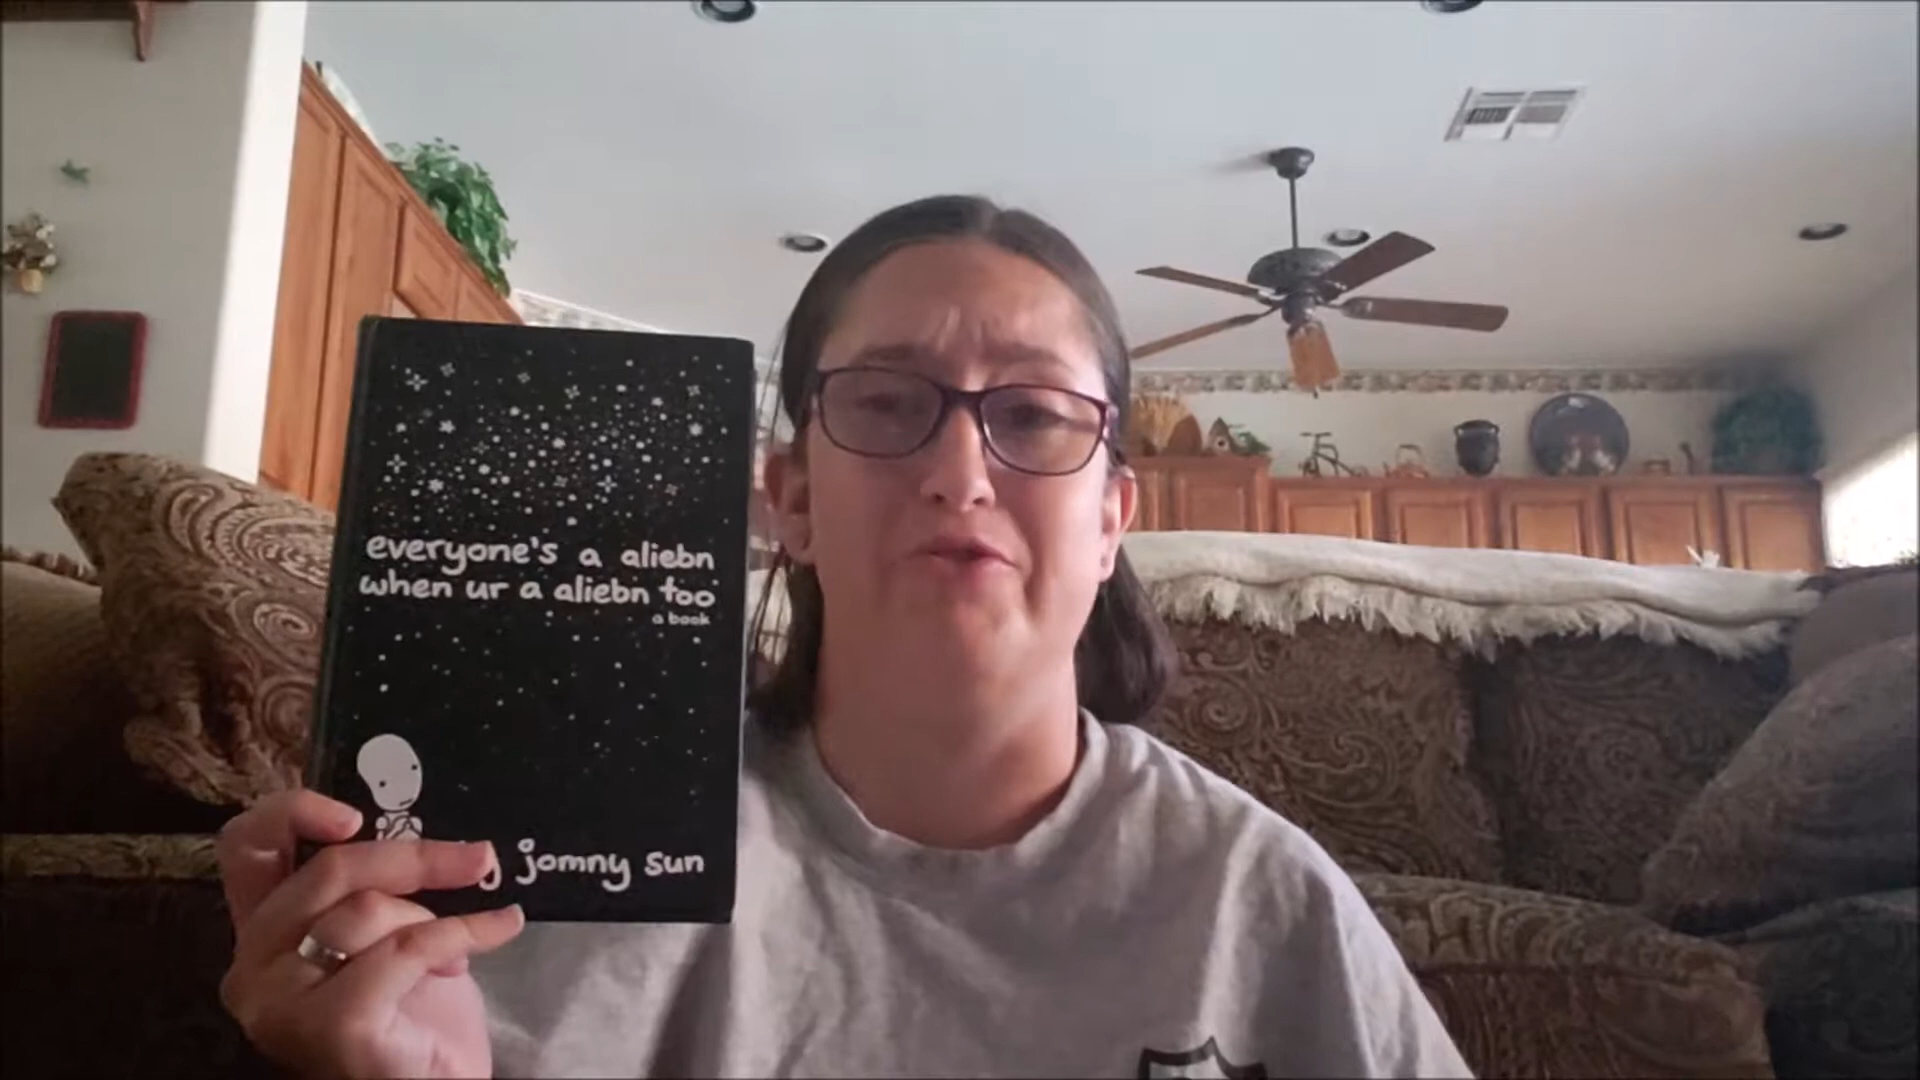 everyone's a aliebn
when ur a aliebn too
a book
jomny sun